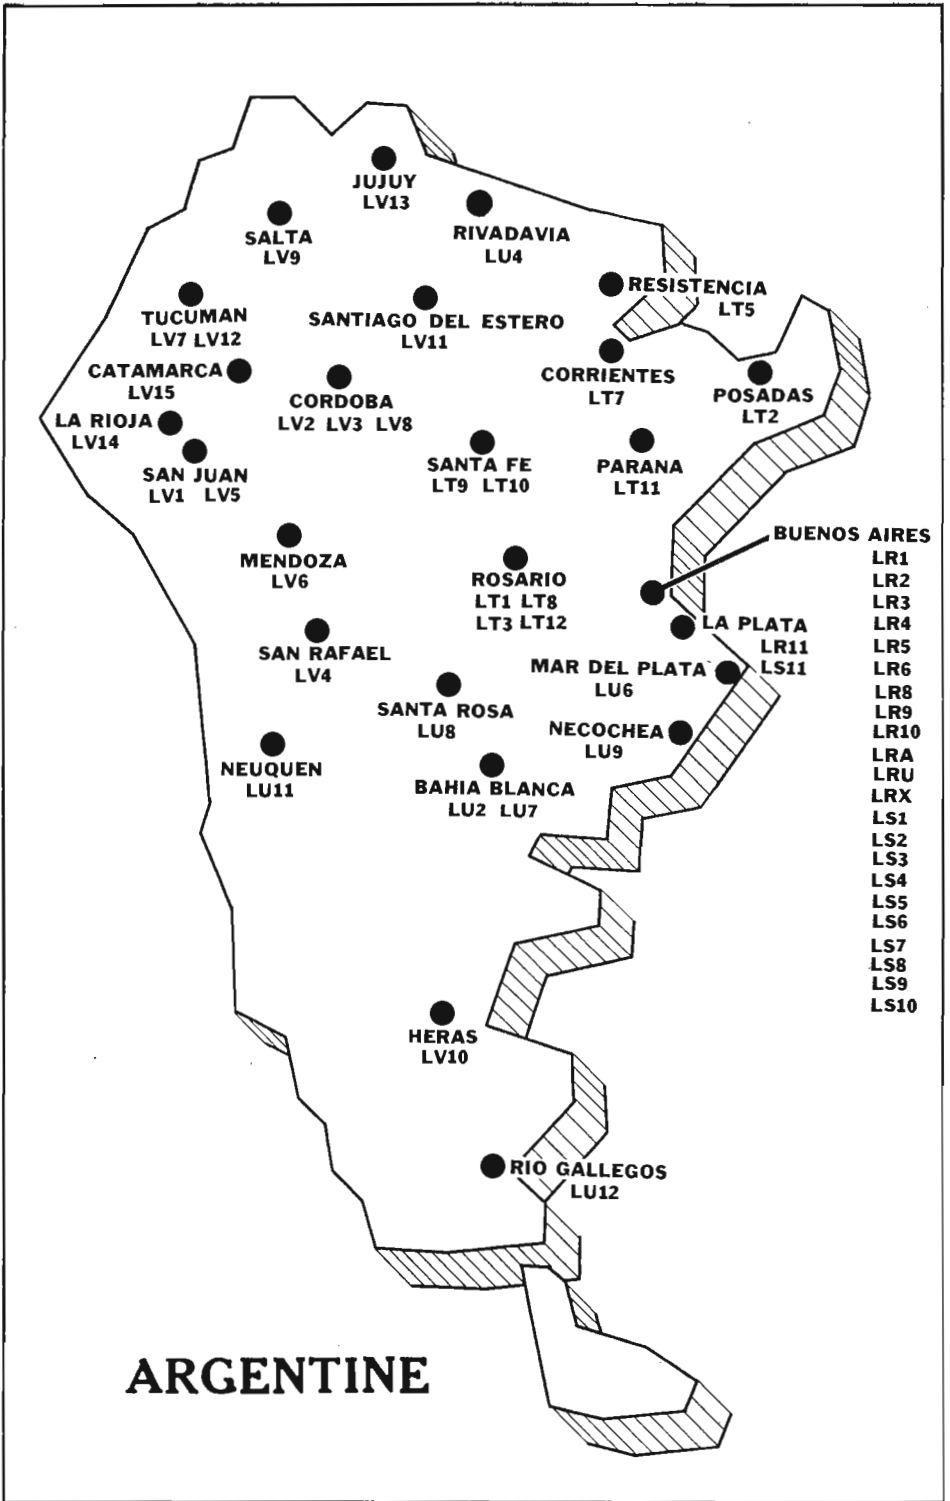 JUJUY
LV13
RIVADAVIA
LU4
SALTA
LV9
RESISTENCIA
LT5
TUCUMAN
LV7 LV12
SANTIAGO DEL ESTERO
LV11
CATAMARCA
LV15
CORDOBA
LV2 LV3 LV8
CORRIENTES
LT7
POSADAS
LT2
LA RIOJA
LV14
SAN JUAN
LV1 LV5
SANTA FE
LT9 LT10
PARANA
LT11
MENDOZA
LV6
ROSARIO
LT1 LT8
LT3 LT12
BUENOS AIRES
LR1
LR2
LR3
LR4
LR5
LR6
LR8
LR9
LR10
LRA
LRU
LRX
LS1
LS2
LS3
LS4
LS5
LS6
LS7
LS8
LS9
LS10
LA PLATA
LR11
LS11
SAN RAFAEL
LV4
MAR DEL PLATA
LU6
SANTA ROSA
LU8
NECOCHEA
LU9
NEUQUEN
LU11
BAHIA BLANCA
LU2 LU7
HERAS
LV10
RIO GALLEGOS
LU12
ARGENTINE